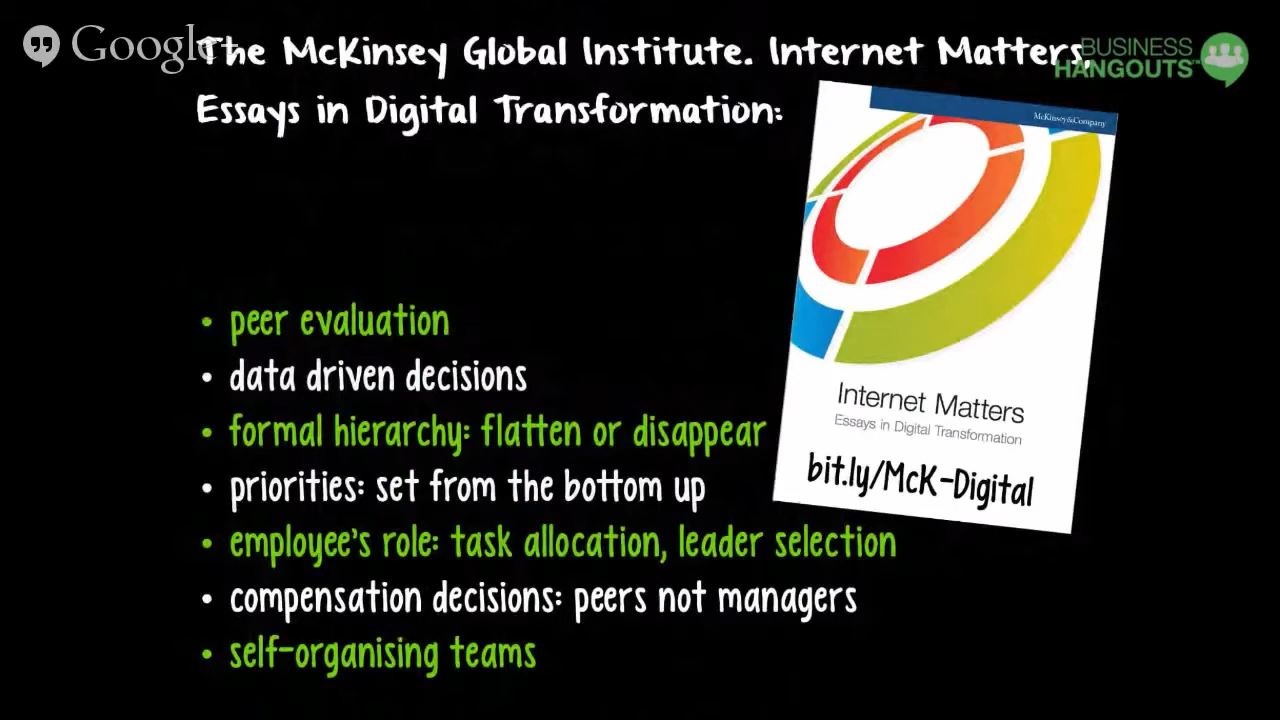 Google+
The McKinsey Global Institute. Internet Matters,
BUSINESS
HANGOUTS™
Essays in Digital Transformation:
McKinsey&Company
• peer evaluation
• data driven decisions
• formal hierarchy: flatten or disappear
• priorities: set from the bottom up
• employee's role: task allocation, leader selection
• compensation decisions: peers not managers
• self-organising teams
Internet Matters
Essays in Digital Transformation
bit.ly/McK-Digital